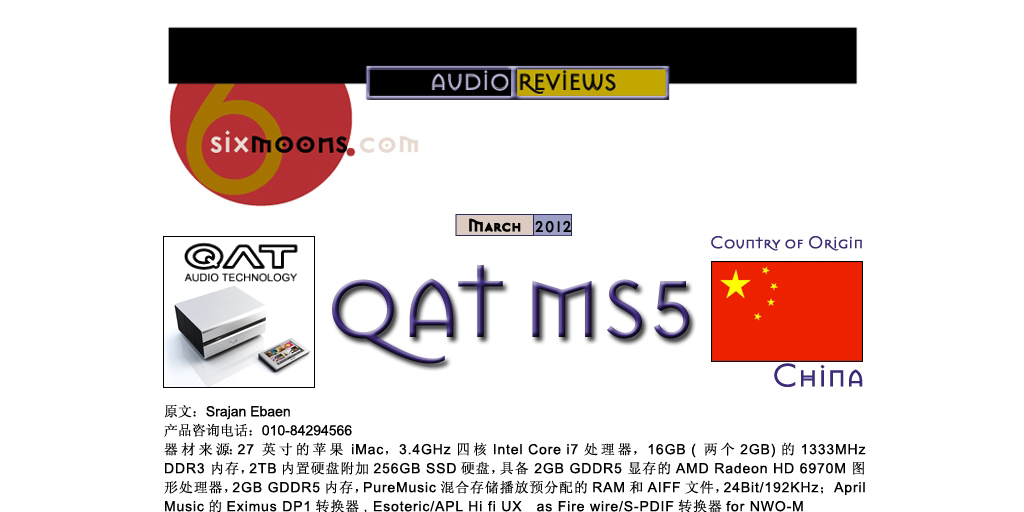 AUDIO REVIEWS
6
sixmoons.com
March 2012
QAT
AUDIO TECHNOLOGY
QAT MS5
Country of Origin
China
原文：Srajan Ebaen
产品咨询电话：010-84294566
器材来源: 27 英寸的苹果 iMac，3.4GHz 四核 Intel Core i7 处理器，16GB ( 两个 2GB) 的 1333MHz
DDR3 内存，2TB 内置硬盘附加 256GB SSD 硬盘，具备 2GB GDDR5 显存的 AMD Radeon HD 6970M 图
形处理器，2GB GDDR5 内存，PureMusic 混合存储播放预分配的 RAM 和 AIFF 文件，24Bit/192KHz；April
Music 的 Eximus DP1 转换器 , Esoteric/APL Hi fi UX as Fire wire/S-PDIF 转换器 for NWO-M